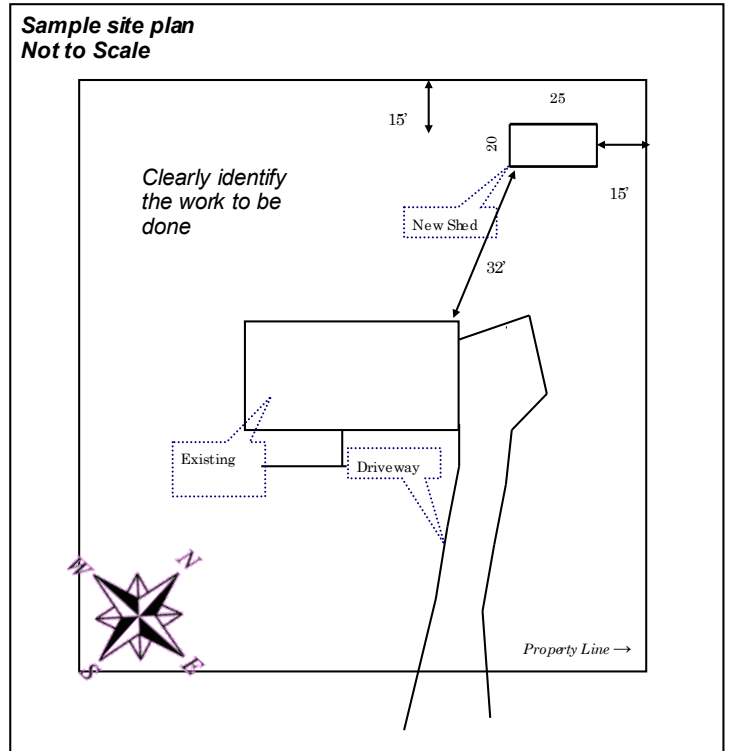 Sample site plan
Not to Scale
25
15'
20
Clearly identify
the work to be
done
15'
New Shed
32'
Existing
Driveway
W
N
S
E
Property Line →